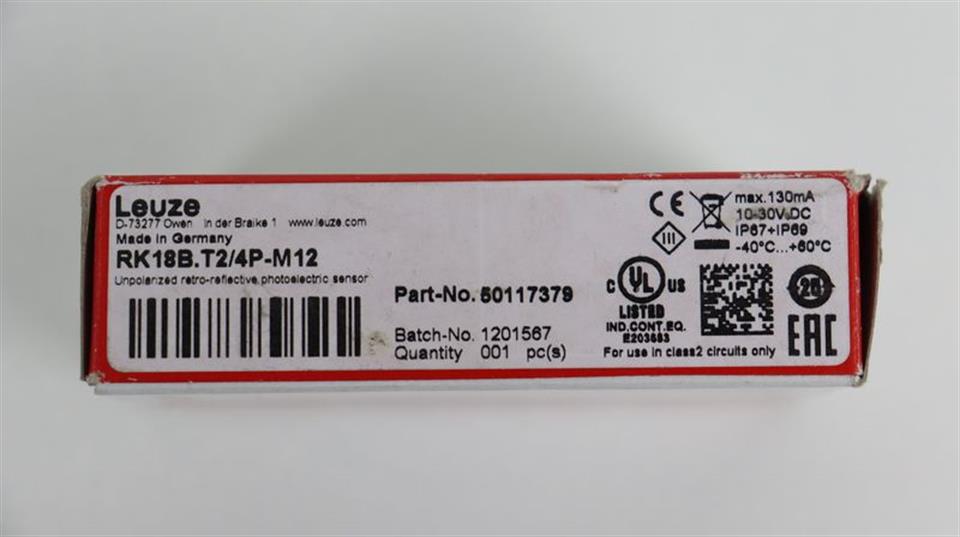 Leuze
D-73277 Owen In der Braike 1 www.leuze.com
Made in Germany
RK18B.T2/4P-M12
Unpolarized retro-reflective photoelectric sensor
Part-No. 50117379
Batch-No. 1201567
Quantity 001 pc(s)
CE
III
max.130mA
10-30V DC
IP67+IP69
-40°C...+60°C
C UL US
LISTED
IND.CONT.EQ.
E203683
For use in class2 circuits only
EAC